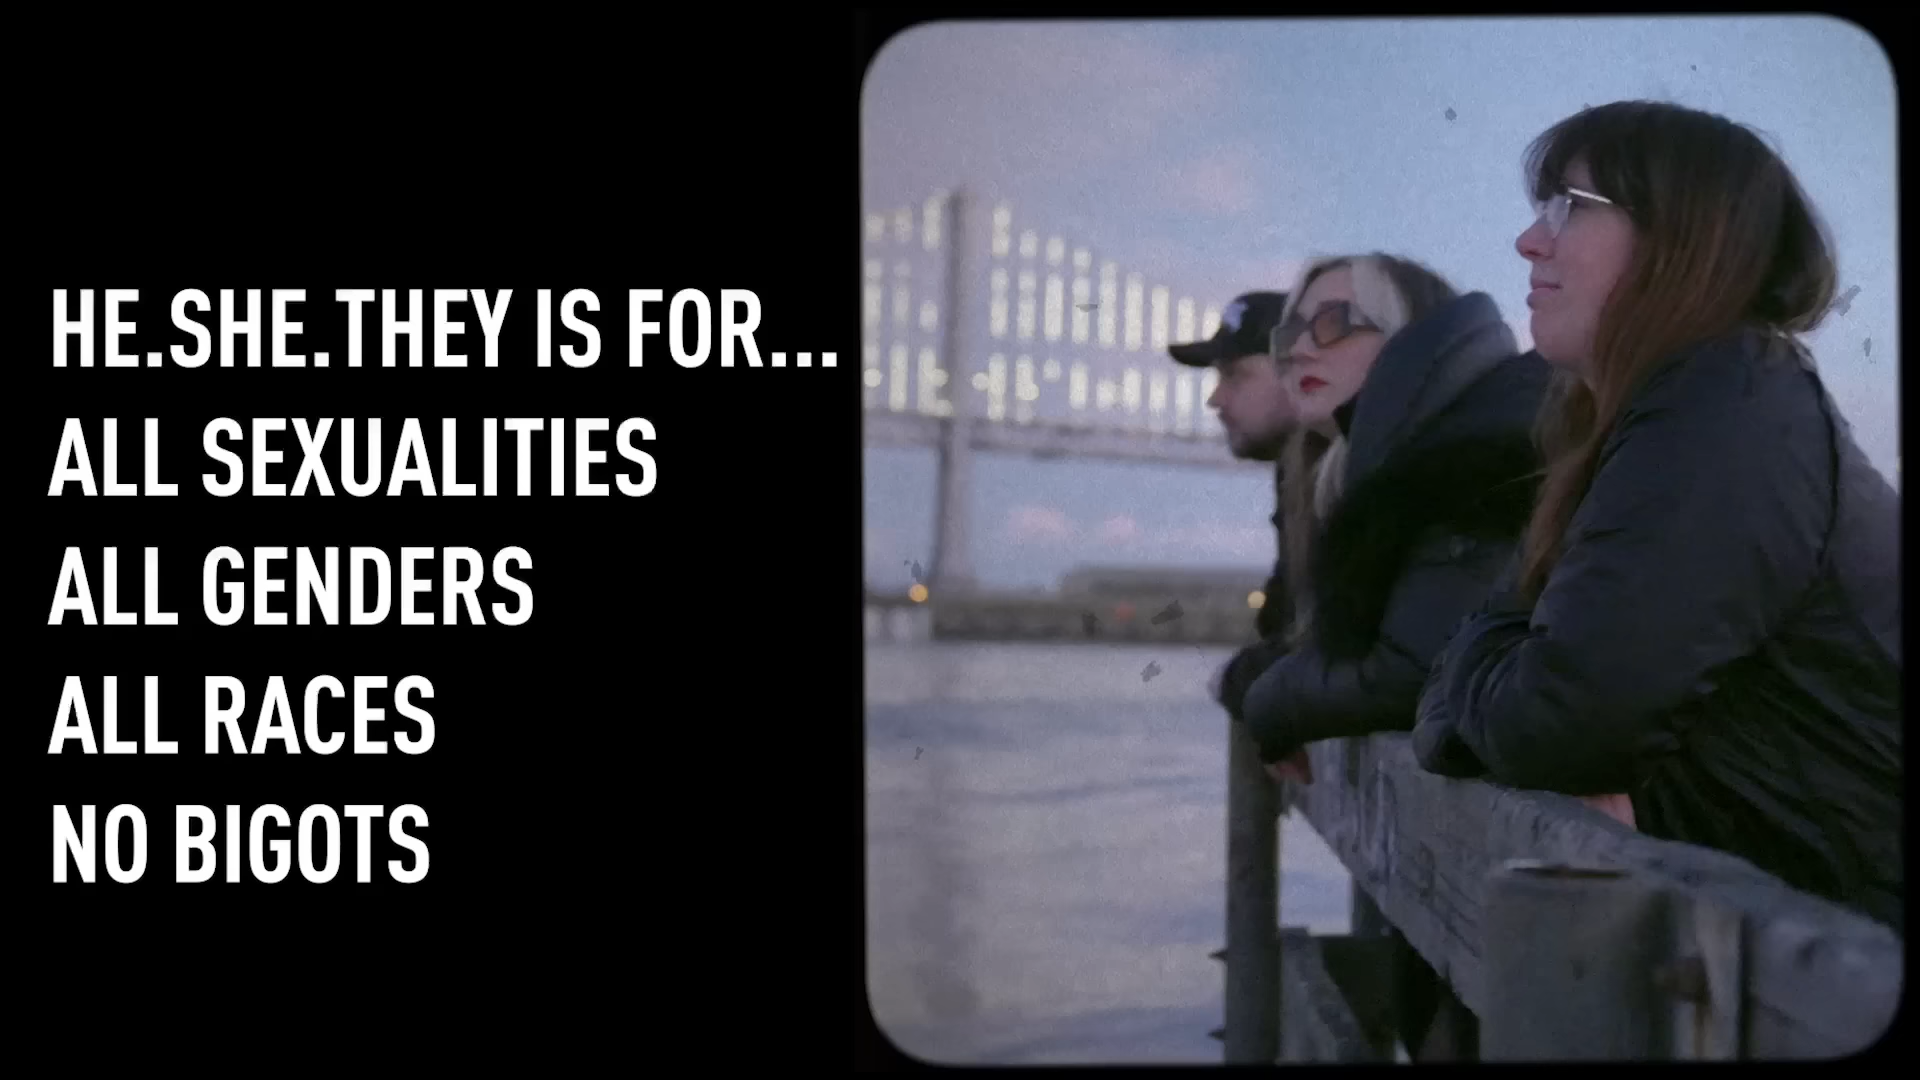 HE.SHE.THEY IS FOR...
ALL SEXUALITIES
ALL GENDERS
ALL RACES
NO BIGOTS